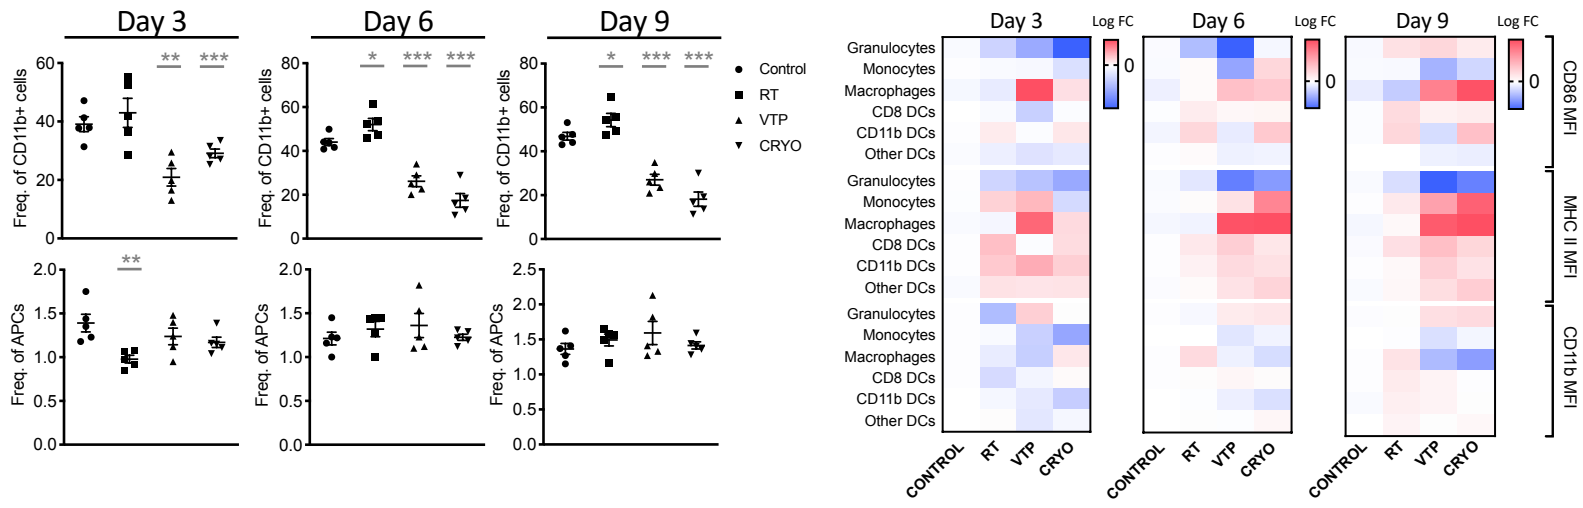 Day 3
Day 6
Day 9
Freq. of CD11b+ cells
60
40
20
0
**
***
Freq. of CD11b+ cells
80
60
40
20
0
*
***
***
Freq. of CD11b+ cells
80
60
40
20
0
*
***
***
Control
RT
VTP
CRYO
Freq. of APCs
2.0
1.5
1.0
0.5
0.0
**
Freq. of APCs
2.0
1.5
1.0
0.5
0.0
Freq. of APCs
2.5
2.0
1.5
1.0
0.5
0.0
Day 3
Log FC
Day 6
Log FC
Day 9
Log FC
0
0
0
Granulocytes
Monocytes
Macrophages
CD8 DCs
CD11b DCs
Other DCs
CD86 MFI
Granulocytes
Monocytes
Macrophages
CD8 DCs
CD11b DCs
Other DCs
MHC II MFI
Granulocytes
Monocytes
Macrophages
CD8 DCs
CD11b DCs
Other DCs
CD11b MFI
CONTROL
RT
VTP
CRYO
CONTROL
RT
VTP
CRYO
CONTROL
RT
VTP
CRYO